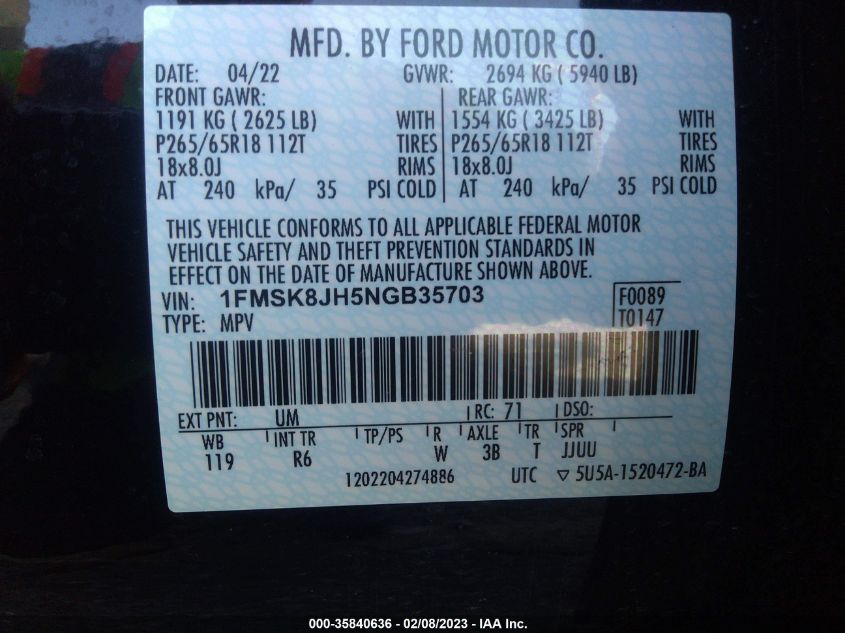 MFD. BY FORD MOTOR CO.
DATE: 04/22 GVWR: 2694 KG ( 5940 LB)
FRONT GAWR: REAR GAWR:
1191 KG ( 2625 LB) WITH 1554 KG ( 3425 LB) WITH
P265/65R18 112T TIRES P265/65R18 112T TIRES
18x8.0J RIMS 18x8.0J RIMS
AT 240 kPa/ 35 PSI COLD AT 240 kPa/ 35 PSI COLD
THIS VEHICLE CONFORMS TO ALL APPLICABLE FEDERAL MOTOR
VEHICLE SAFETY AND THEFT PREVENTION STANDARDS IN
EFFECT ON THE DATE OF MANUFACTURE SHOWN ABOVE.
VIN: 1FMSK8JH5NGB35703 F0089
TYPE: MPV T0147
EXT PNT: UM RC: 71 DSO:
WB INT TR TP/PS R AXLE TR SPR
119 R6 W 3B T JJUU
1202204274886 UTC ▽ 5U5A-1520472-BA
000-35840636 - 02/08/2023 - IAA Inc.